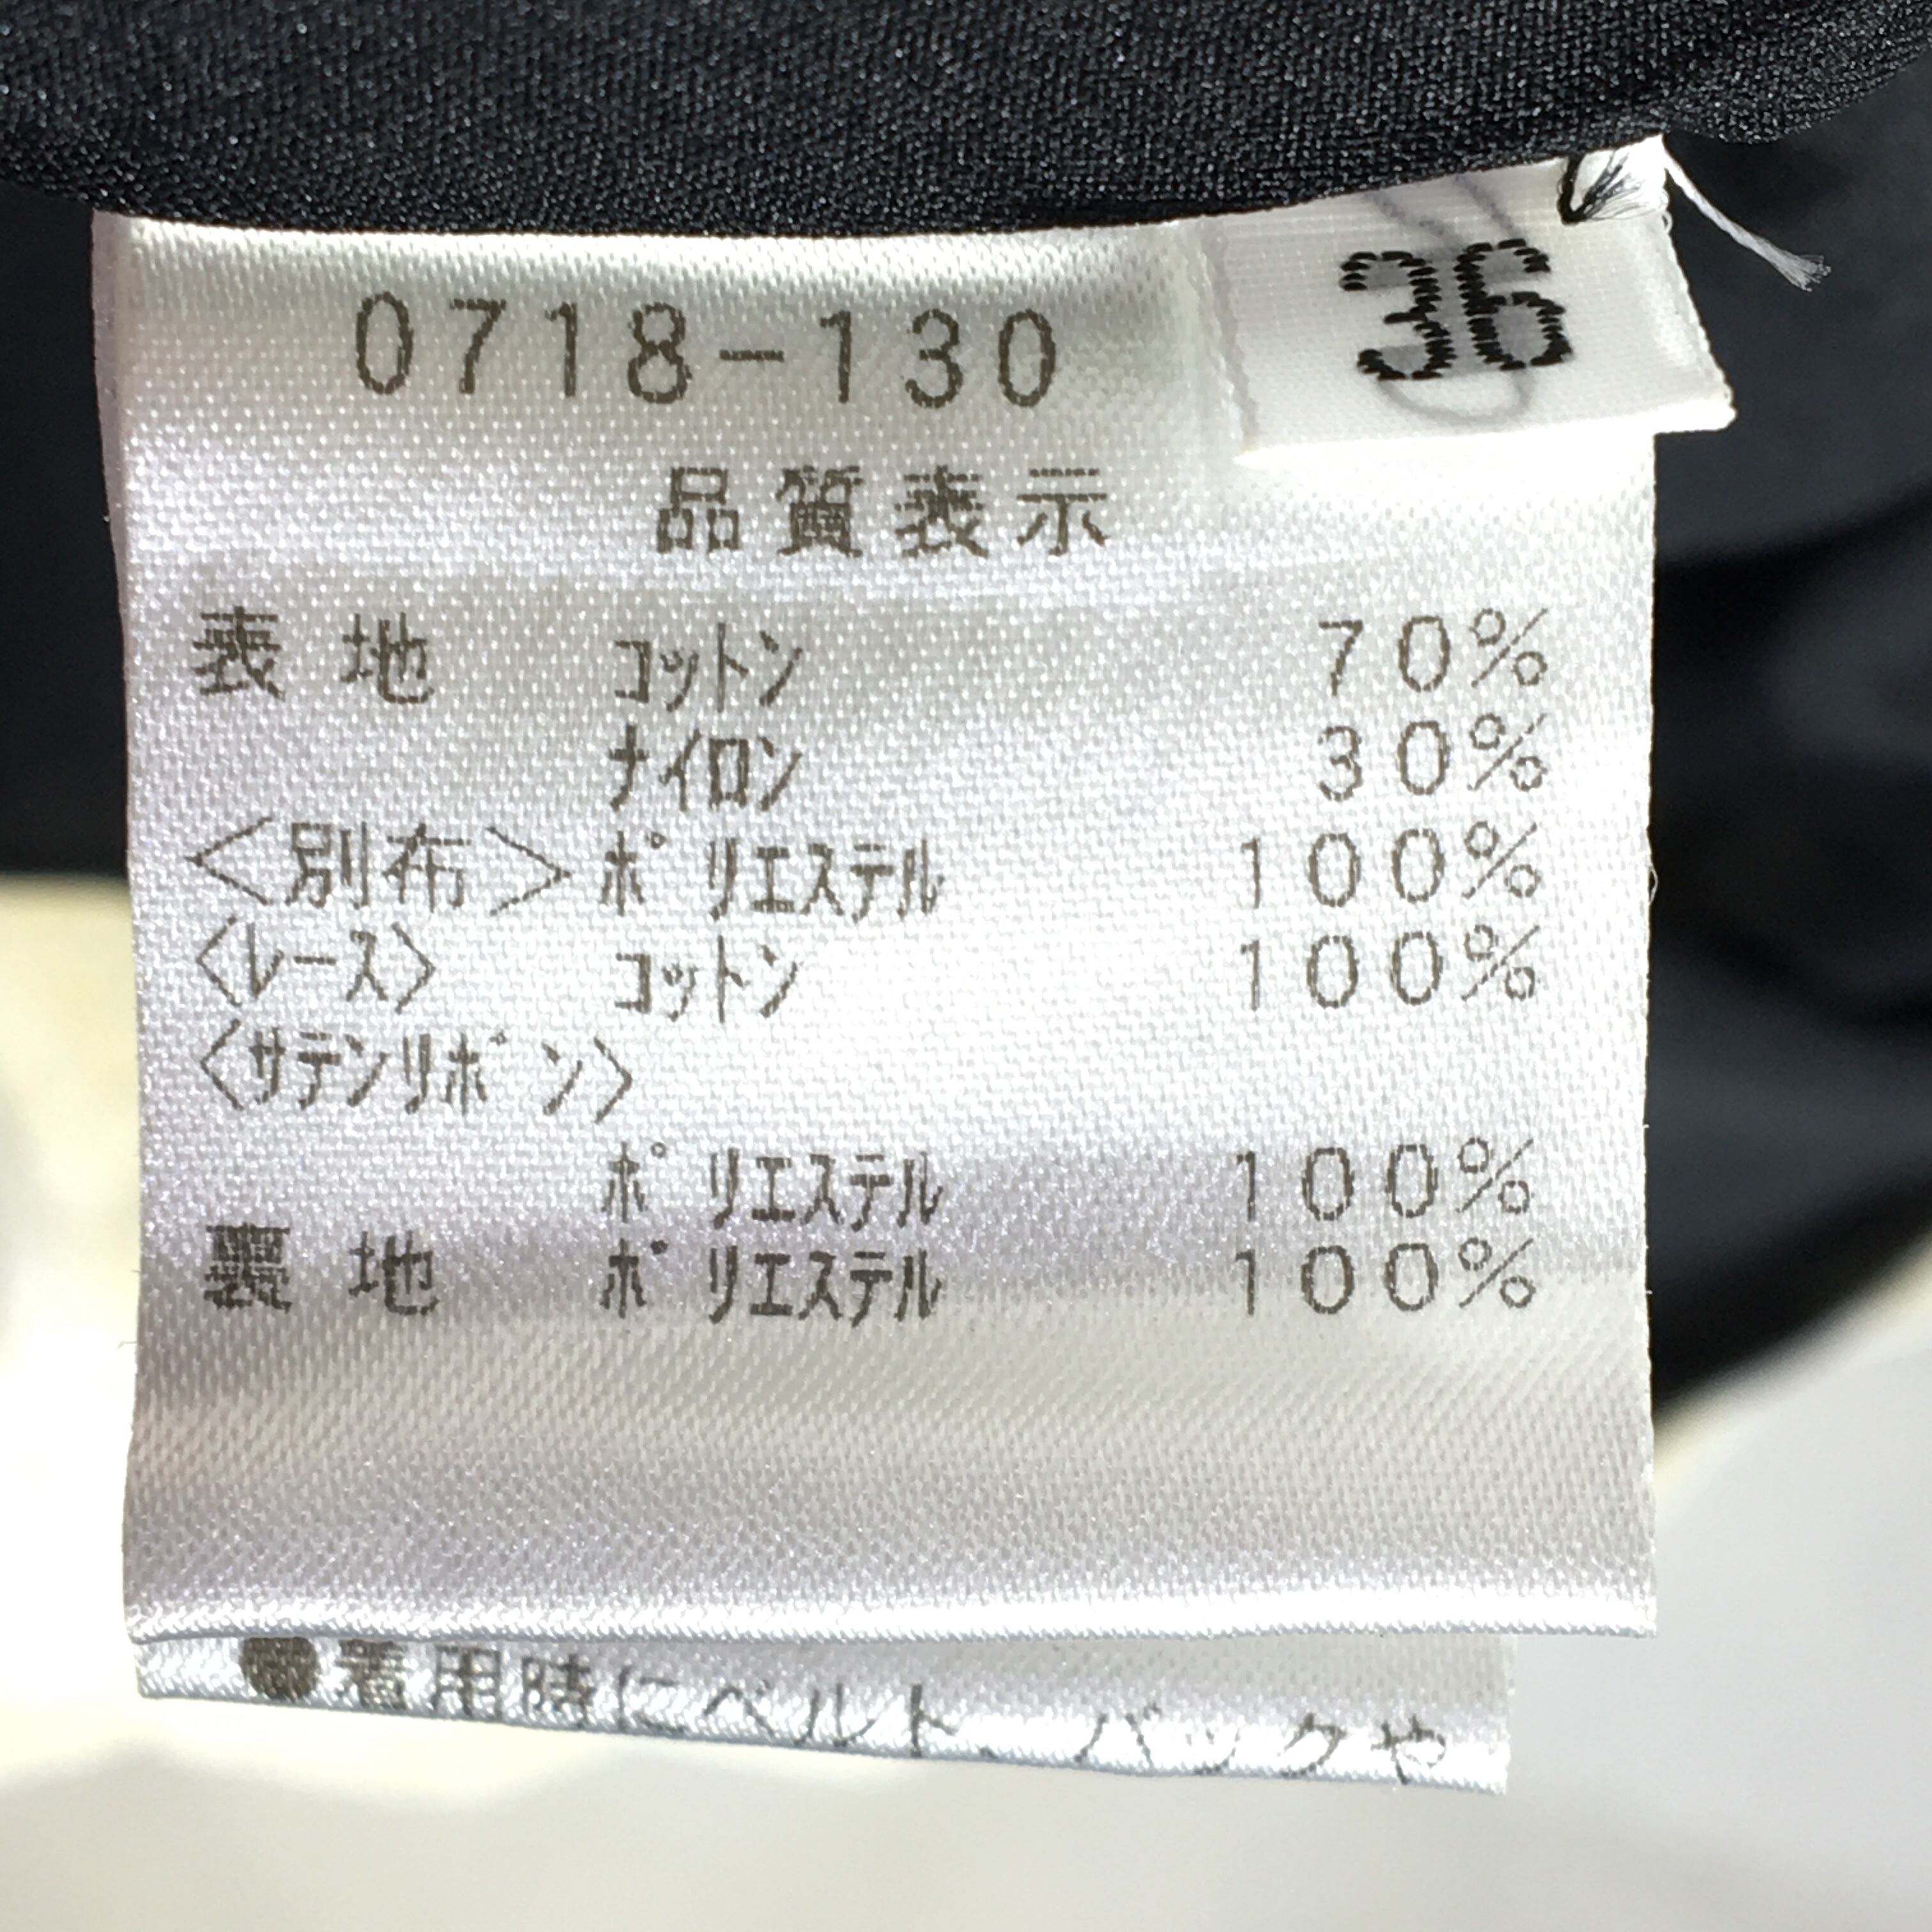 36
0718-130
品質表示
表地 コットン 70%
ナイロン 30%
<別布> ポリエステル 100%
<レース> コットン 100%
<サテンリボン>
ポリエステル 100%
裏地 ポリエステル 100%
●着用時にベルト、バックや